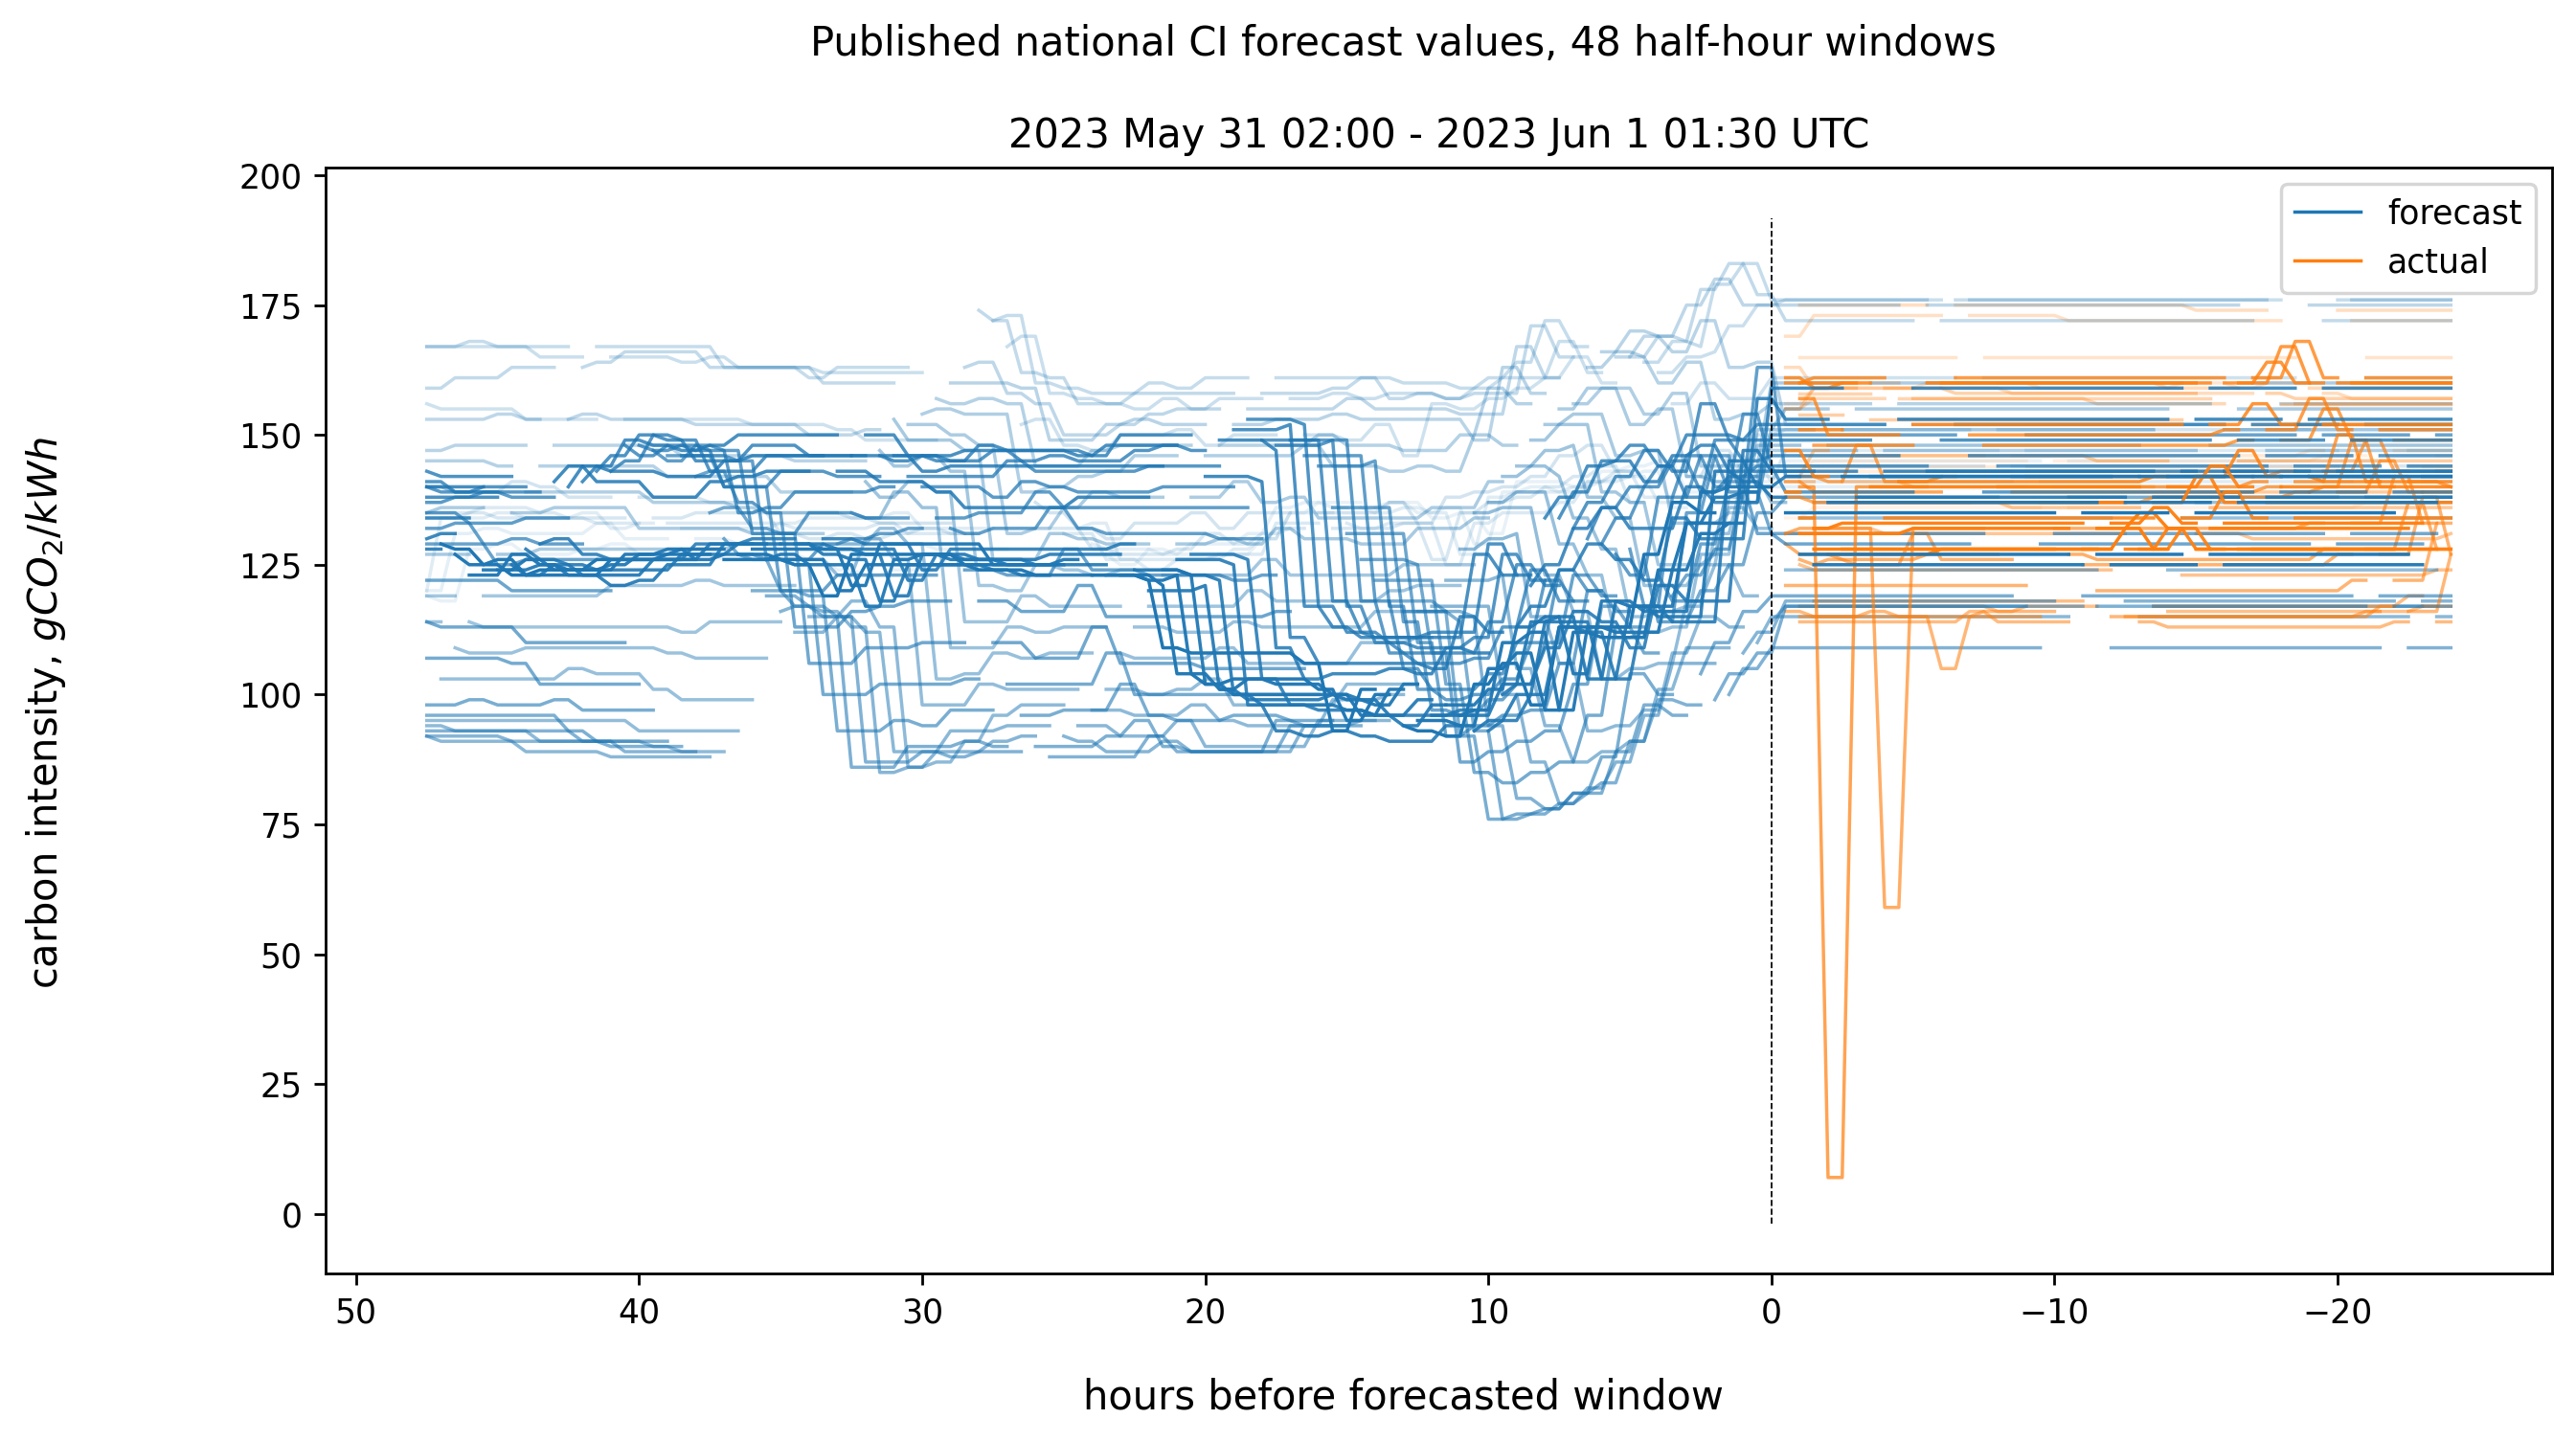 Published national CI forecast values, 48 half-hour windows
2023 May 31 02:00 - 2023 Jun 1 01:30 UTC
forecast
actual
carbon intensity, gCO₂/kWh
200
175
150
125
100
75
50
25
0
50 40 30 20 10 0 −10 −20
hours before forecasted window